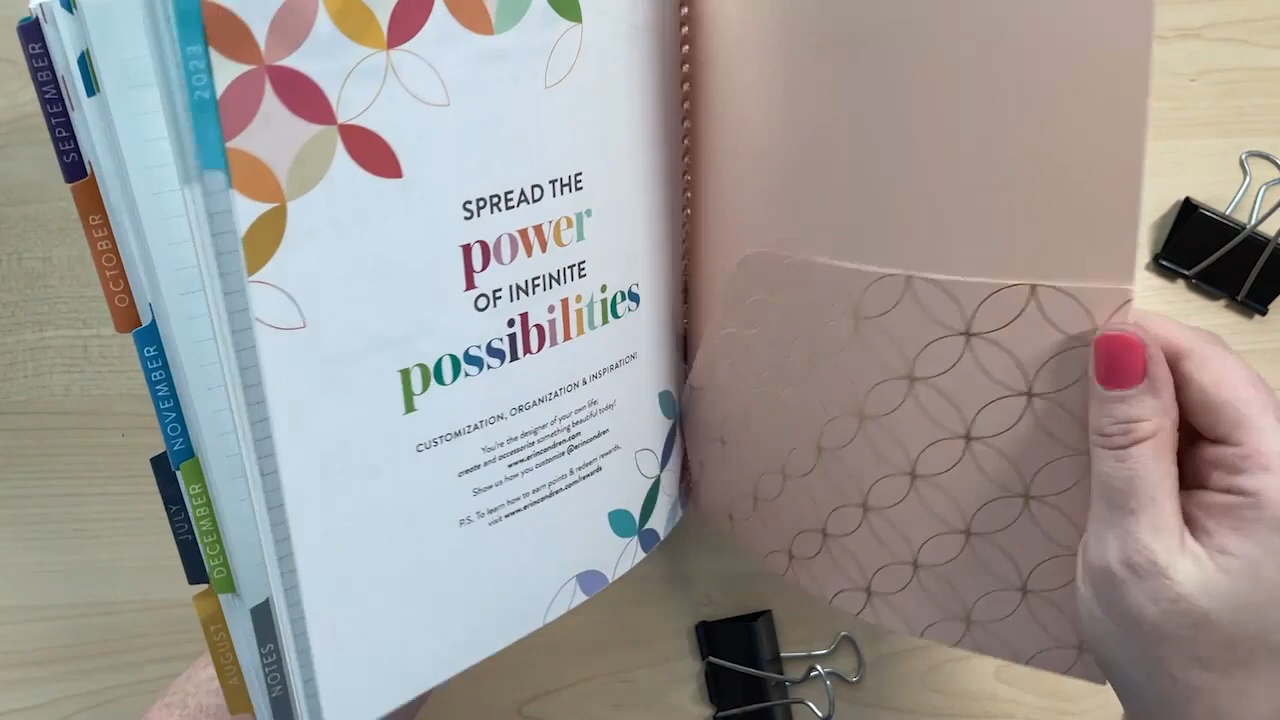 SEPTEMBER
OCTOBER
NOVEMBER
JULY
DECEMBER
AUGUST
NOTES
2023
SPREAD THE
power
OF INFINITE
possibilities
CUSTOMIZATION, ORGANIZATION & INSPIRATION!
You're the designer of your own life;
create and accessorize something beautiful today!
www.erincondren.com
Show us how you customize @erincondren
P.S. To learn how to earn points & redeem rewards,
visit www.erincondren.com/rewards